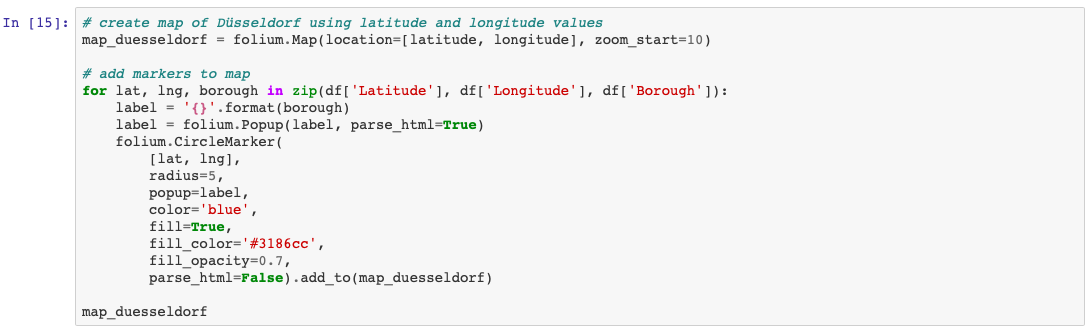 In [15]: # create map of Düsseldorf using latitude and longitude values
map_duesseldorf = folium.Map(location=[latitude, longitude], zoom_start=10)

# add markers to map
for lat, lng, borough in zip(df['Latitude'], df['Longitude'], df['Borough']):
    label = '{}'.format(borough)
    label = folium.Popup(label, parse_html=True)
    folium.CircleMarker(
        [lat, lng],
        radius=5,
        popup=label,
        color='blue',
        fill=True,
        fill_color='#3186cc',
        fill_opacity=0.7,
        parse_html=False).add_to(map_duesseldorf)

map_duesseldorf